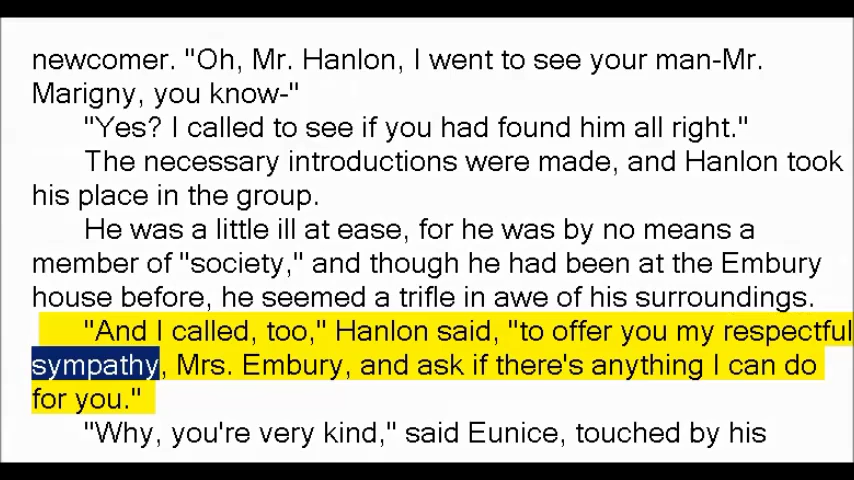 newcomer. "Oh, Mr. Hanlon, I went to see your man-Mr.
Marigny, you know-"
"Yes? I called to see if you had found him all right."
The necessary introductions were made, and Hanlon took
his place in the group.
He was a little ill at ease, for he was by no means a
member of "society," and though he had been at the Embury
house before, he seemed a trifle in awe of his surroundings.
"And I called, too," Hanlon said, "to offer you my respectful
sympathy, Mrs. Embury, and ask if there's anything I can do
for you."
"Why, you're very kind," said Eunice, touched by his